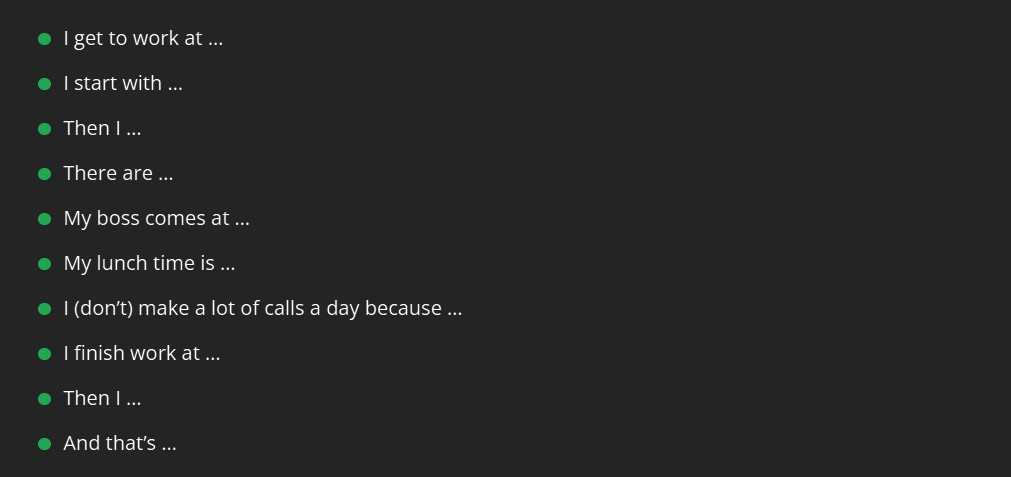 I get to work at ...
I start with ...
Then I ...
There are ...
My boss comes at ...
My lunch time is ...
I (don’t) make a lot of calls a day because ...
I finish work at ...
Then I ...
And that’s ...